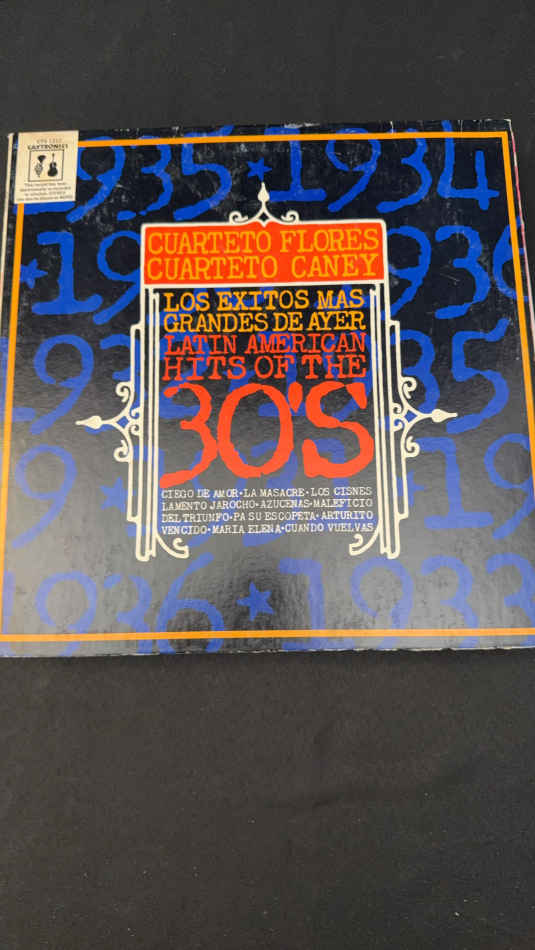 CAYTRONICS
1935★1934
CUARTETO FLORES
CUARTETO CANEY
LOS EXITOS MAS
GRANDES DE AYER
LATIN AMERICAN
HITS OF THE
30'S
CIEGO DE AMOR•LA MASACRE•LOS CISNES
LAMENTO JAROCHO•AZUCENAS•MALEFICIO
DEL TRIUNFO•PA SU ESCOPETA•ARTURITO
VENCIDO•MARIA ELENA•CUANDO VUELVAS
1936★1933